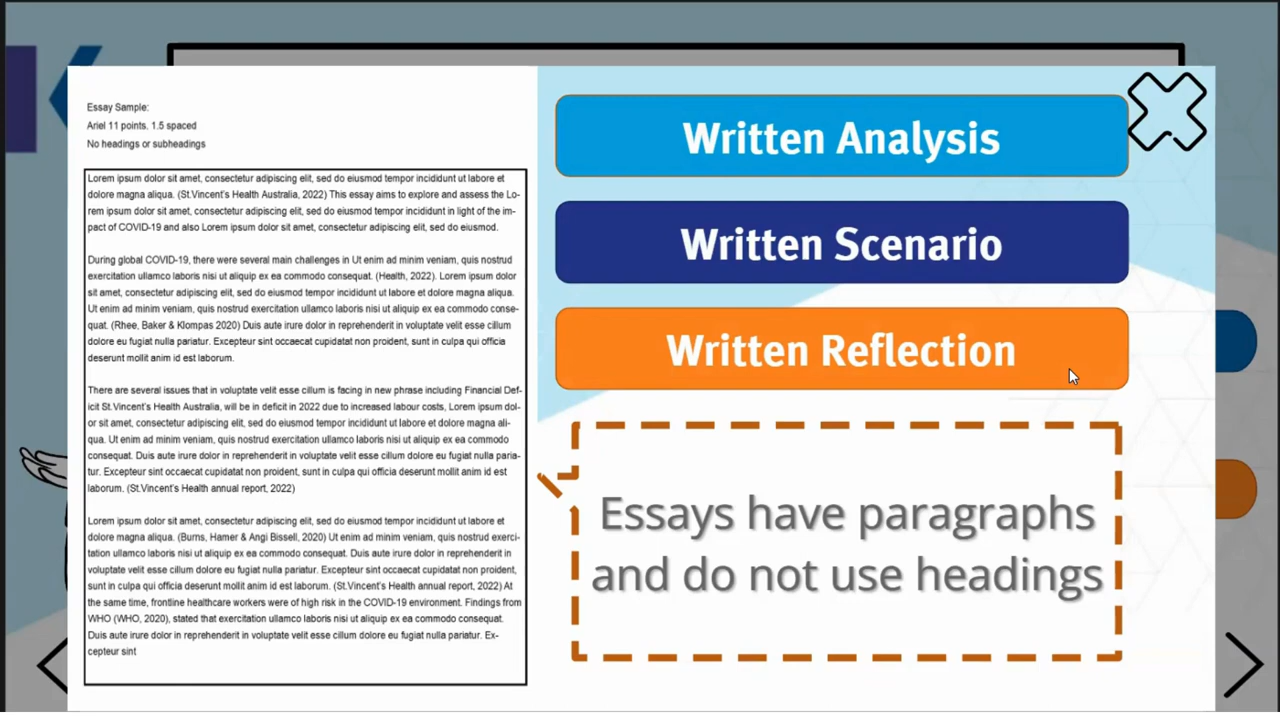 Essay Sample:
Ariel 11 points. 1.5 spaced
No headings or subheadings
Lorem ipsum dolor sit amet, consectetur adipiscing elit, sed do eiusmod tempor incididunt ut labore et
dolore magna aliqua. (St.Vincent's Health Australia, 2022) This essay aims to explore and assess the Lo-
rem ipsum dolor sit amet, consectetur adipiscing elit, sed do eiusmod tempor incididunt in light of the im-
pact of COVID-19 and also Lorem ipsum dolor sit amet, consectetur adipiscing elit, sed do eiusmod.
During global COVID-19, there were several main challenges in Ut enim ad minim veniam, quis nostrud
exercitation ullamco laboris nisi ut aliquip ex ea commodo consequat. (Health, 2022). Lorem ipsum dolor
sit amet, consectetur adipiscing elit, sed do eiusmod tempor incididunt ut labore et dolore magna aliqua.
Ut enim ad minim veniam, quis nostrud exercitation ullamco laboris nisi ut aliquip ex ea commodo conse-
quat. (Rhee, Baker & Klompas 2020) Duis aute irure dolor in reprehenderit in voluptate velit esse cillum
dolore eu fugiat nulla pariatur. Excepteur sint occaecat cupidatat non proident, sunt in culpa qui officia
deserunt mollit anim id est laborum.
There are several issues that in voluptate velit esse cillum is facing in new phrase including Financial Def-
icit St.Vincent's Health Australia, will be in deficit in 2022 due to increased labour costs, Lorem ipsum dol-
or sit amet, consectetur adipiscing elit, sed do eiusmod tempor incididunt ut labore et dolore magna ali-
qua. Ut enim ad minim veniam, quis nostrud exercitation ullamco laboris nisi ut aliquip ex ea commodo
consequat. Duis aute irure dolor in reprehenderit in voluptate velit esse cillum dolore eu fugiat nulla paria-
tur. Excepteur sint occaecat cupidatat non proident, sunt in culpa qui officia deserunt mollit anim id est
laborum. (St.Vincent's Health annual report, 2022)
Lorem ipsum dolor sit amet, consectetur adipiscing elit, sed do eiusmod tempor incididunt ut labore et
dolore magna aliqua. (Burns, Hamer & Angi Bissell, 2020) Ut enim ad minim veniam, quis nostrud exerci-
tation ullamco laboris nisi ut aliquip ex ea commodo consequat. Duis aute irure dolor in reprehenderit in
voluptate velit esse cillum dolore eu fugiat nulla pariatur. Excepteur sint occaecat cupidatat non proident,
sunt in culpa qui officia deserunt mollit anim id est laborum. (St.Vincent's Health annual report, 2022) At
the same time, frontline healthcare workers were of high risk in the COVID-19 environment. Findings from
WHO (WHO, 2020), stated that exercitation ullamco laboris nisi ut aliquip ex ea commodo consequat.
Duis aute irure dolor in reprehenderit in voluptate velit esse cillum dolore eu fugiat nulla pariatur. Ex-
cepteur sint
Written Analysis
Written Scenario
Written Reflection
Essays have paragraphs
and do not use headings